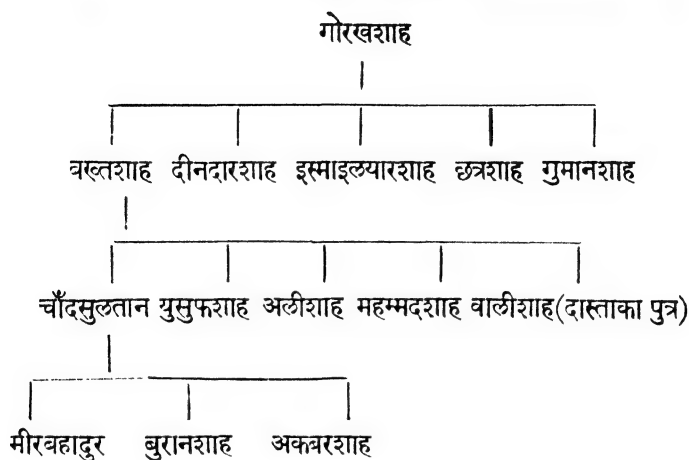 गोरखशाह
बख्तशाह दीनदारशाह इस्माइलयारशाह छत्रशाह गुमानशाह
चाँदसुलतान युसुफशाह अलीशाह महम्मदशाह वालीशाह(दास्ताका पुत्र)
मीरबहादुर बुरानशाह अकबरशाह